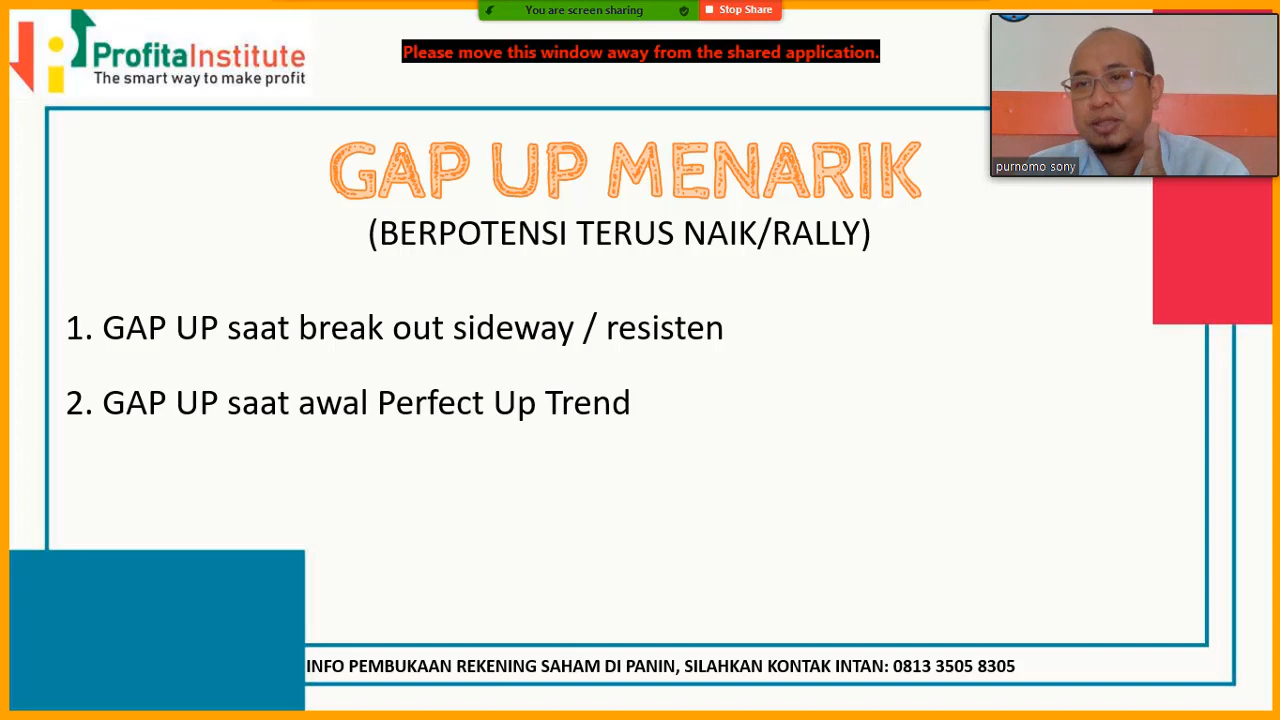 You are screen sharing
Stop Share
Please move this window away from the shared application.
ProfitaInstitute
The smart way to make profit
purnomo sony
GAP UP MENARIK
(BERPOTENSI TERUS NAIK/RALLY)
1. GAP UP saat break out sideway / resisten
2. GAP UP saat awal Perfect Up Trend
INFO PEMBUKAAN REKENING SAHAM DI PANIN, SILAHKAN KONTAK INTAN: 0813 3505 8305